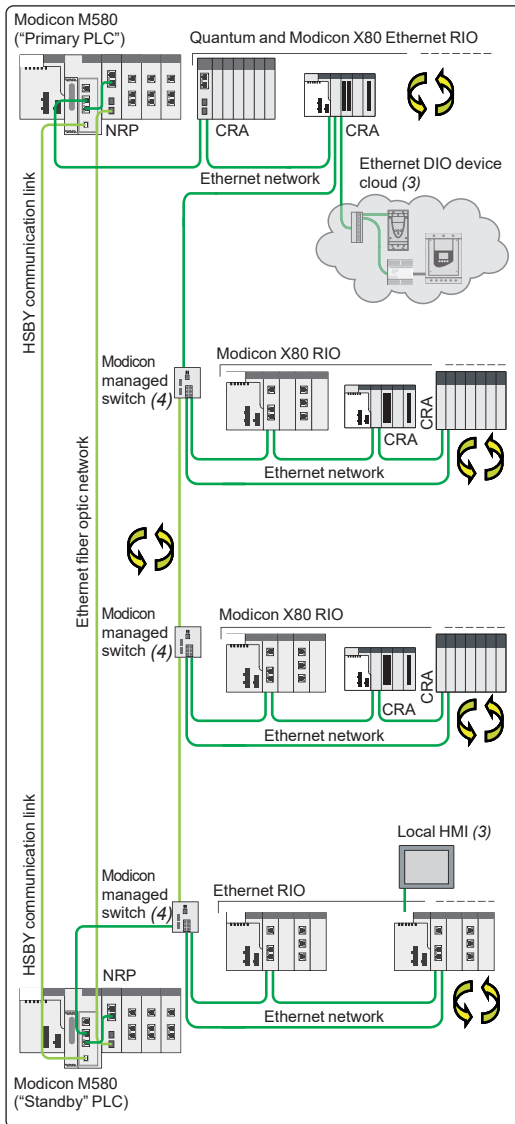 Modicon M580
(“Primary PLC”)
Quantum and Modicon X80 Ethernet RIO
NRP
CRA
CRA
Ethernet network
Ethernet DIO device
cloud (3)
HSBY communication link
Ethernet fiber optic network
Modicon
managed
switch (4)
Modicon X80 RIO
CRA
CRA
Ethernet network
Modicon
managed
switch (4)
Modicon X80 RIO
CRA
CRA
Ethernet network
Local HMI (3)
Modicon
managed
switch (4)
Ethernet RIO
HSBY communication link
NRP
Ethernet network
Modicon M580
(“Standby” PLC)